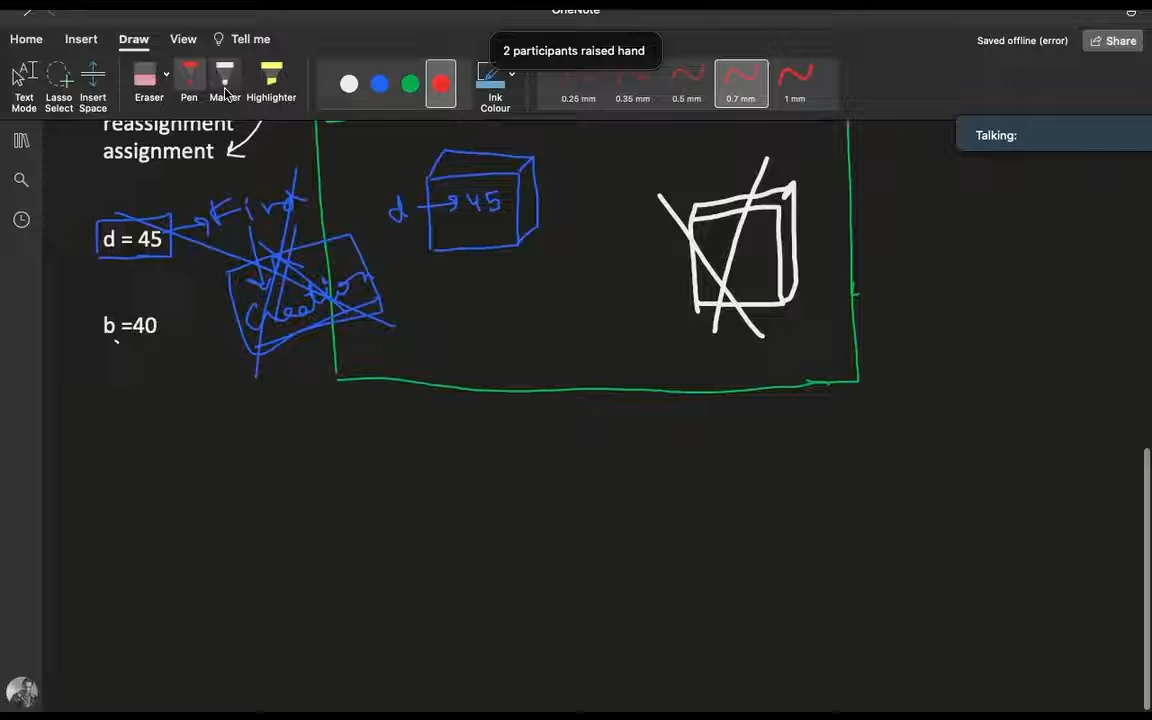 OneNote
2 participants raised hand
Home Insert Draw View Tell me
Saved offline (error) Share
Text Mode
Lasso Select
Insert Space
Eraser
Pen
Marker
Highlighter
Ink Colour
0.25 mm 0.35 mm 0.5 mm 0.7 mm 1 mm
Talking:
reassignment
assignment
d = 45
Find
Creation
d → 45
b =40